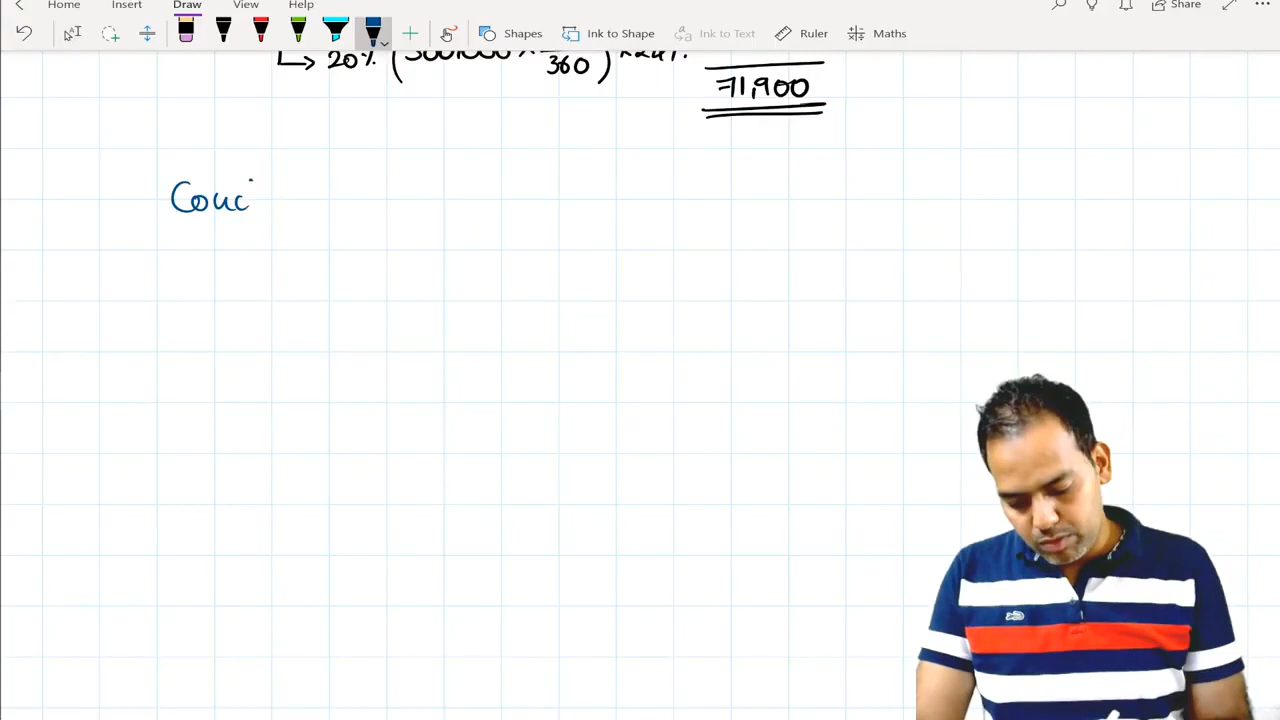 Home Insert Draw View Help Share
Shapes Ink to Shape Ink to Text Ruler Maths
↳ 20% ( 360 )
71,900
Conc